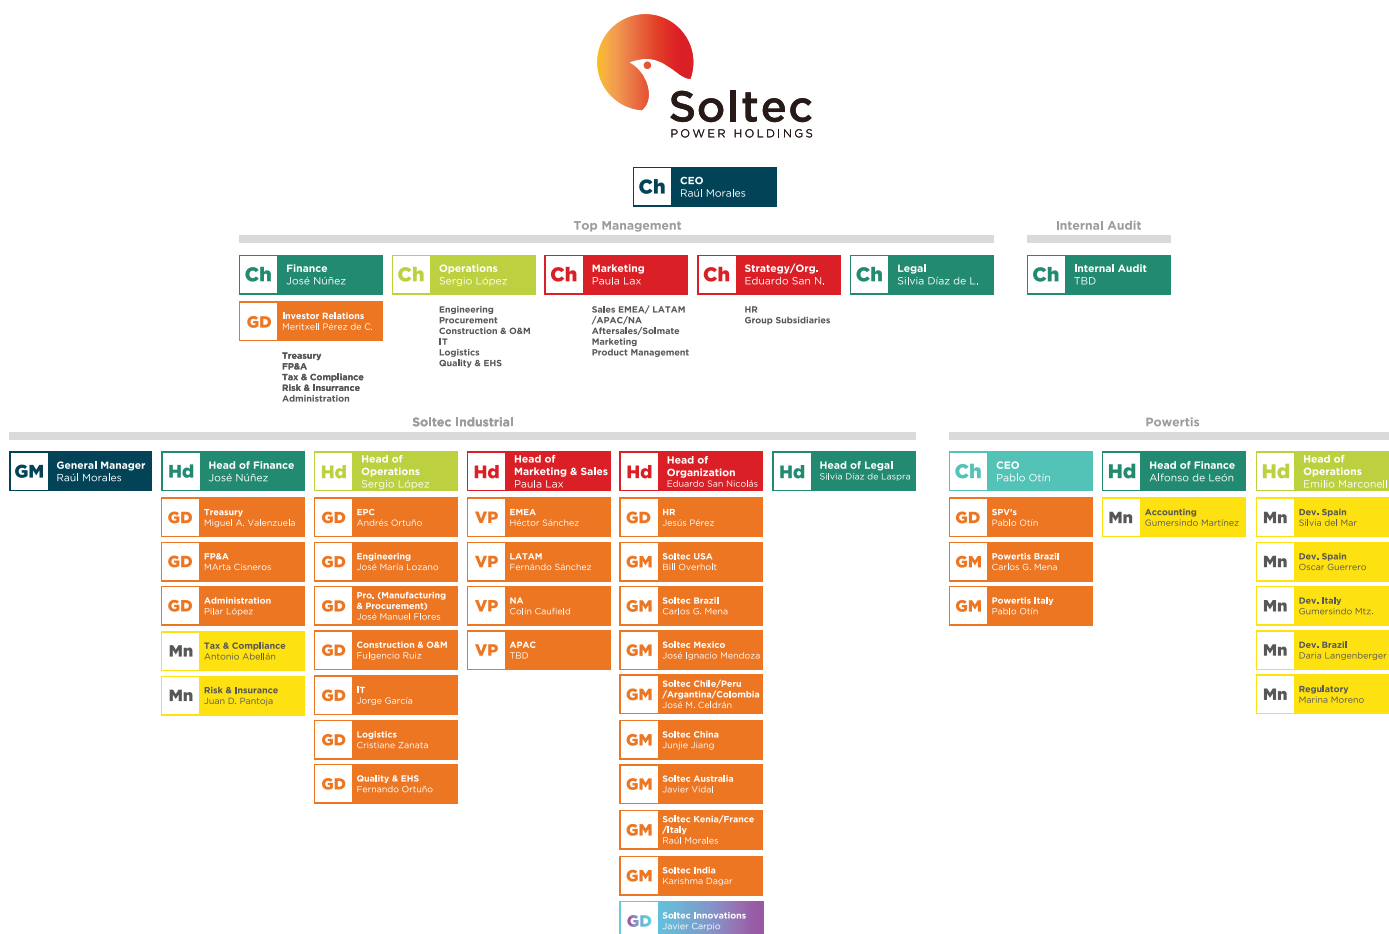 Soltec
POWER HOLDINGS
Ch
CEO
Raúl Morales
Top Management
Internal Audit
Ch
Finance
José Núñez
Ch
Operations
Sergio López
Ch
Marketing
Paula Lax
Ch
Strategy/Org.
Eduardo San N.
Ch
Legal
Silvia Díaz de L.
Ch
Internal Audit
TBD
GD
Investor Relations
Meritxell Pérez de C.
Treasury
FP&A
Tax & Compliance
Risk & Insurrance
Administration
Engineering
Procurement
Construction & O&M
IT
Logistics
Quality & EHS
Sales EMEA/ LATAM
/APAC/NA
Aftersales/Solmate
Marketing
Product Management
HR
Group Subsidiaries
Soltec Industrial
Powertis
GM
General Manager
Raúl Morales
Hd
Head of Finance
José Núñez
GD
Treasury
Miguel A. Valenzuela
GD
FP&A
MArta Cisneros
GD
Administration
Pilar López
Mn
Tax & Compliance
Antonio Abellán
Mn
Risk & Insurance
Juan D. Pantoja
Hd
Head of
Operations
Sergio López
GD
EPC
Andrés Ortuño
GD
Engineering
José María Lozano
GD
Pro. (Manufacturing
& Procurement)
José Manuel Flores
GD
Construction & O&M
Fulgencio Ruiz
GD
IT
Jorge García
GD
Logistics
Cristiane Zanata
GD
Quality & EHS
Fernando Ortuño
Hd
Head of
Marketing & Sales
Paula Lax
VP
EMEA
Héctor Sánchez
VP
LATAM
Fernándo Sánchez
VP
NA
Colin Caufield
VP
APAC
TBD
Hd
Head of
Organization
Eduardo San Nicolás
GD
HR
Jesús Pérez
GM
Soltec USA
Bill Overholt
GM
Soltec Brazil
Carlos G. Mena
GM
Soltec Mexico
José Ignacio Mendoza
GM
Soltec Chile/Peru
/Argantina/Colombia
José M. Celdrán
GM
Soltec China
Junjie Jiang
GM
Soltec Australia
Javier Vidal
GM
Soltec Kenia/France
/Italy
Raúl Morales
GM
Soltec India
Karishma Dagar
GD
Soltec Innovations
Javier Carpio
Hd
Head of Legal
Silvia Díaz de Laspra
Ch
CEO
Pablo Otín
GD
SPV's
Pablo Otín
GM
Powertis Brazil
Carlos G. Mena
GM
Powertis Italy
Pablo Otín
Hd
Head of Finance
Alfonso de León
Mn
Accounting
Gumersindo Martínez
Hd
Head of
Operations
Emilio Marconell
Mn
Dev. Spain
Silvia del Mar
Mn
Dev. Spain
Oscar Guerrero
Mn
Dev. Italy
Gumersindo Mtz.
Mn
Dev. Brazil
Daria Langenberger
Mn
Regulatory
Marina Moreno